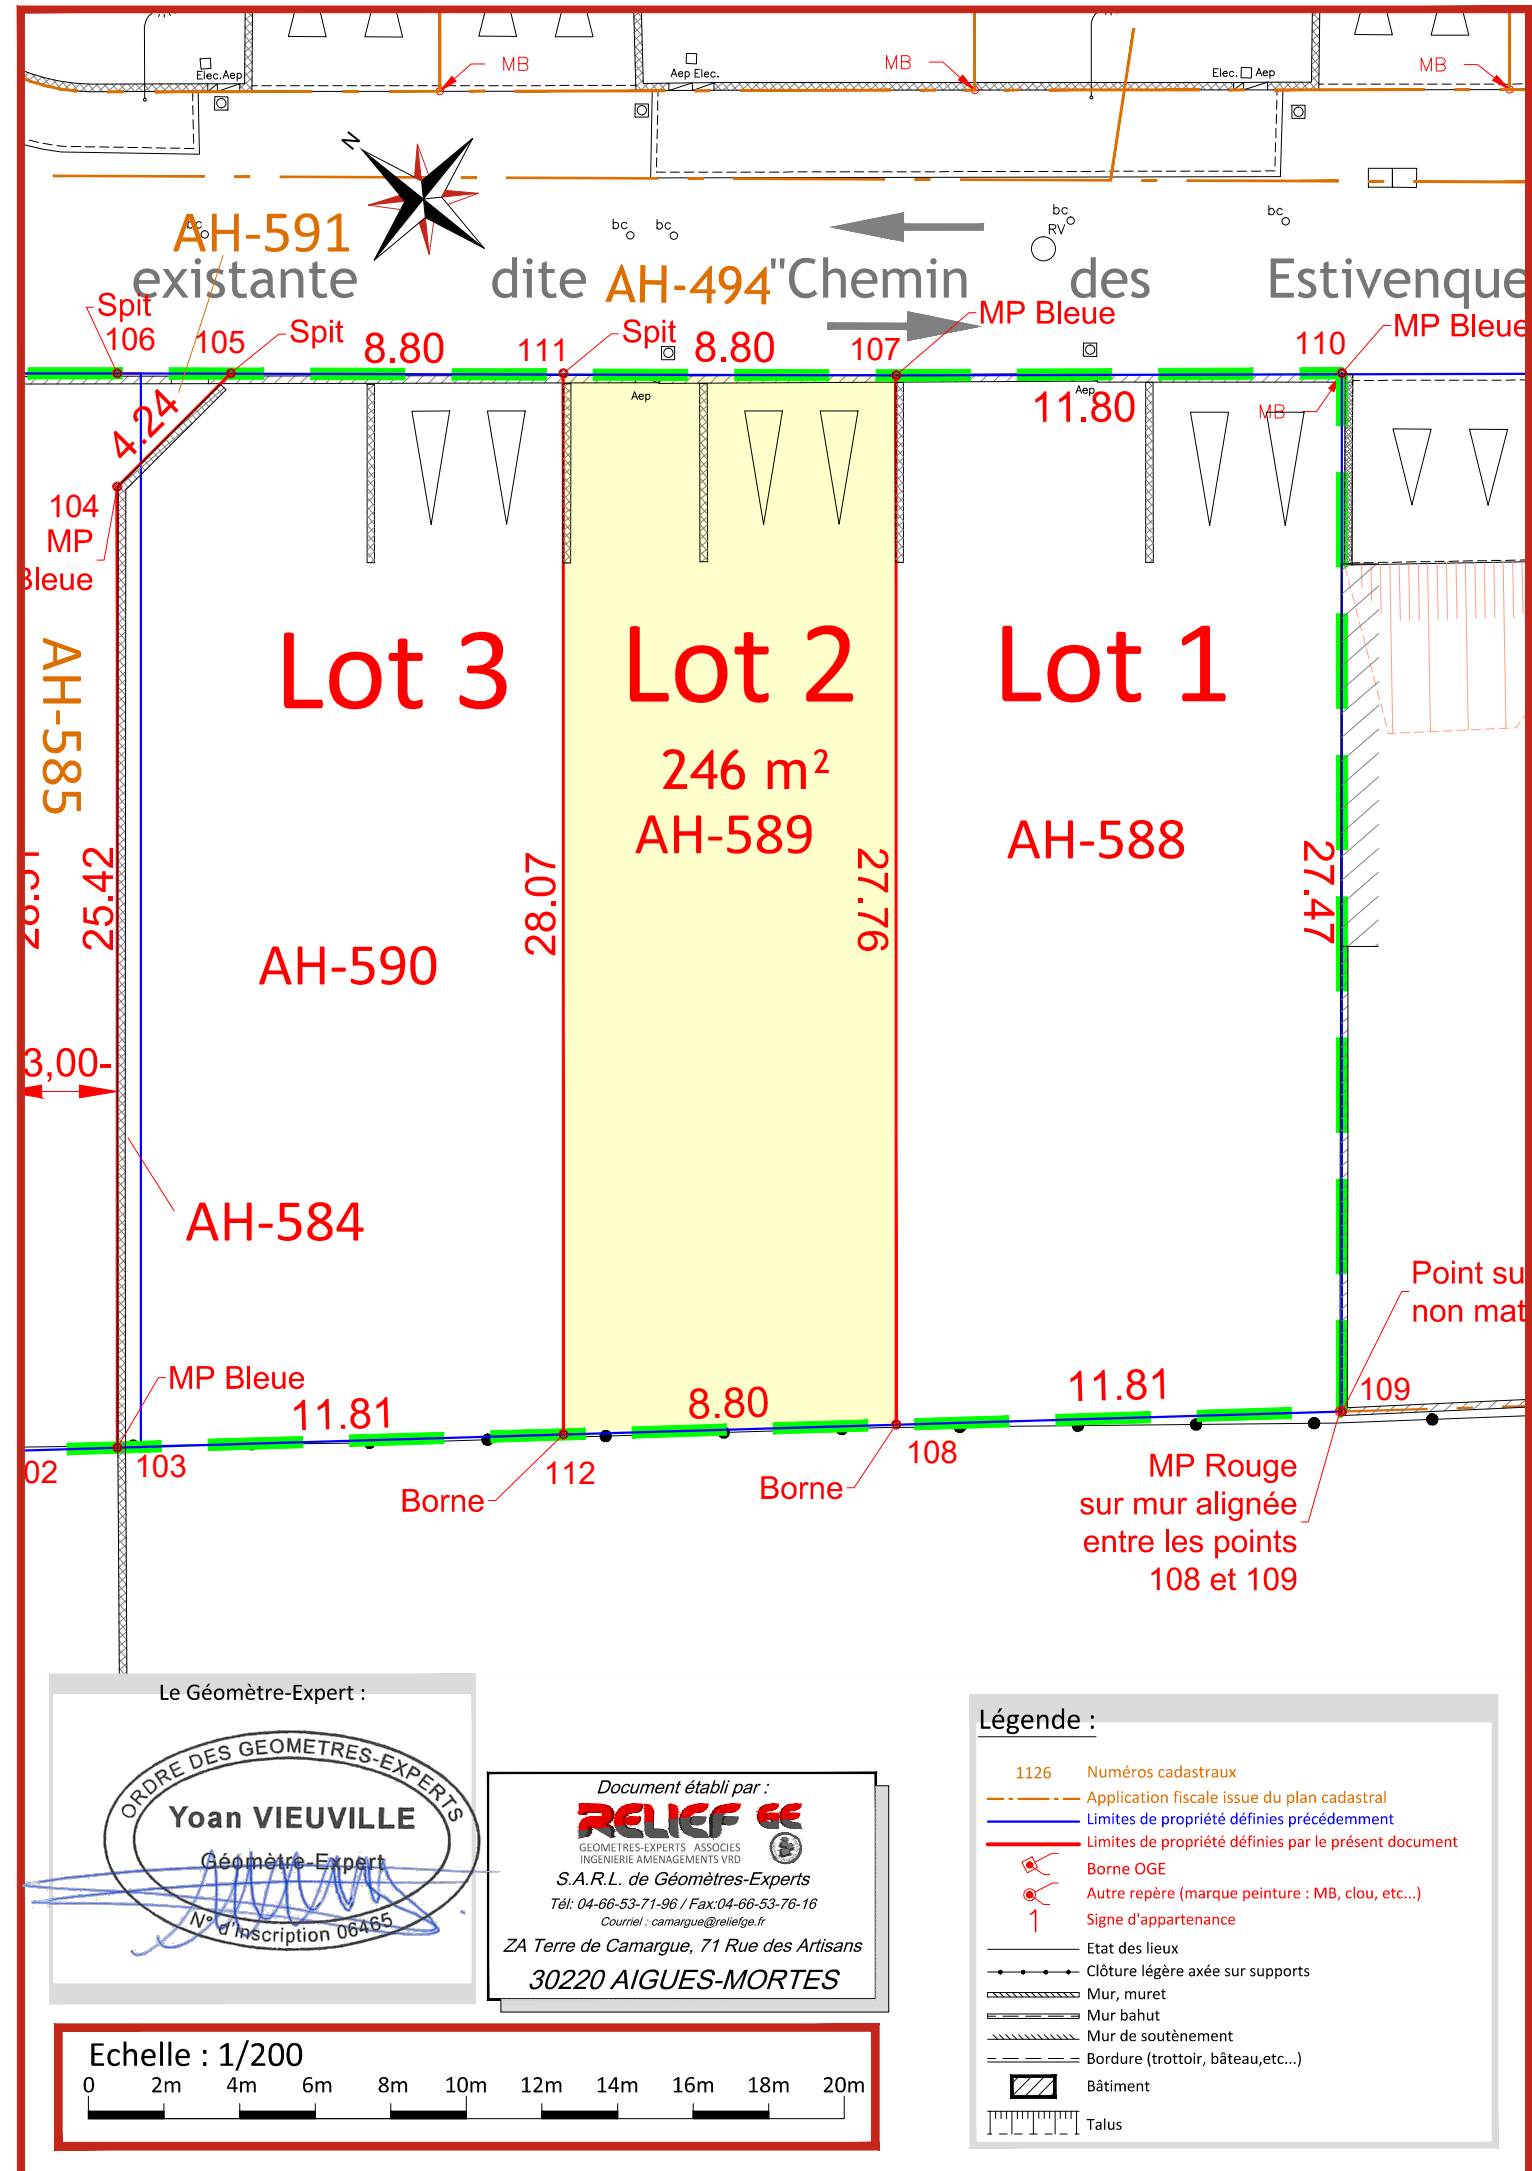 MB
MB
MB
Elec.Aep
Aep Elec.
Elec. Aep
N
AH-591
bc
bc
bc
bc
RV
bc
existante dite AH-494 "Chemin des Estivenque
Spit
106
105
Spit
8.80
111
Spit
8.80
107
MP Bleue
110
MP Bleue
Aep
Aep
11.80
MB
4.24
104
MP
Bleue
Lot 3
Lot 2
Lot 1
246 m²
AH-589
AH-588
AH-585
25.42
28.07
27.76
27.47
AH-590
3,00
AH-584
Point su
non mat
MP Bleue
11.81
8.80
11.81
109
02
103
112
108
Borne
Borne
MP Rouge
sur mur alignée
entre les points
108 et 109
Le Géomètre-Expert :
ORDRE DES GEOMETRES-EXPERTS
Yoan VIEUVILLE
Géomètre-Expert
N° d'inscription 06465
Document établi par :
RELIEF GE
GEOMETRES-EXPERTS ASSOCIES
INGENIERIE AMENAGEMENTS VRD
S.A.R.L. de Géomètres-Experts
Tél: 04-66-53-71-96 / Fax:04-66-53-76-16
Courriel : camargue@reliefge.fr
ZA Terre de Camargue, 71 Rue des Artisans
30220 AIGUES-MORTES
Légende :
1126 Numéros cadastraux
Application fiscale issue du plan cadastral
Limites de propriété définies précédemment
Limites de propriété définies par le présent document
Borne OGE
Autre repère (marque peinture : MB, clou, etc...)
1 Signe d'appartenance
Etat des lieux
Clôture légère axée sur supports
Mur, muret
Mur bahut
Mur de soutènement
Bordure (trottoir, bâteau,etc...)
Bâtiment
Talus
Echelle : 1/200
0 2m 4m 6m 8m 10m 12m 14m 16m 18m 20m